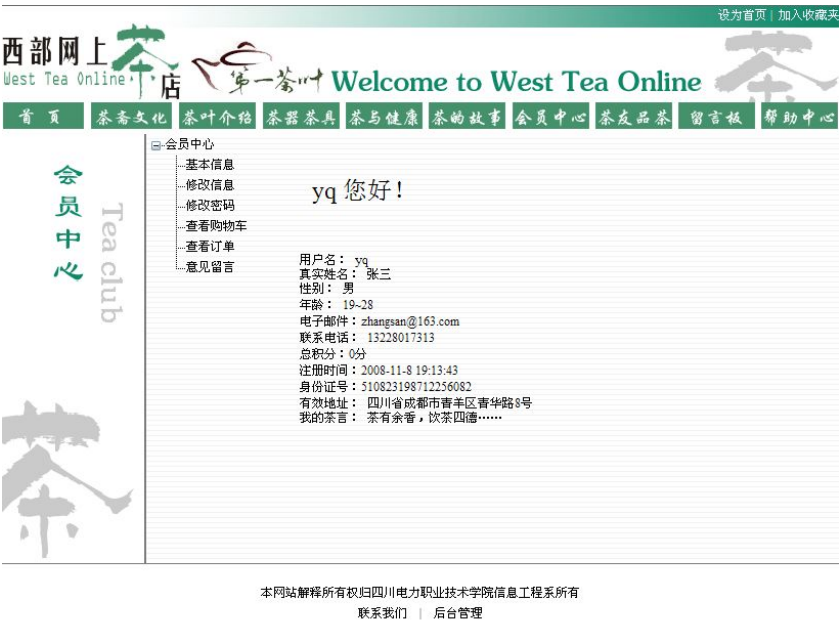 设为首页 | 加入收藏夹
西部网上茶店
West Tea Online
第一茶叶
Welcome to West Tea Online
茶
首 页 茶斋文化 茶叶介绍 茶器茶具 茶与健康 茶的故事 会员中心 茶友品茶 留言板 帮助中心
会员中心
Tea club
茶
会员中心
基本信息
修改信息
修改密码
查看购物车
查看订单
意见留言
yq 您好!
用户名： yq
真实姓名： 张三
性别： 男
年龄： 19~28
电子邮件：zhangsan@163.com
联系电话： 13228017313
总积分：0分
注册时间：2008-11-8 19:13:43
身份证号：510823198712256082
有效地址： 四川省成都市青羊区青华路8号
我的茶言： 茶有余香，饮茶四德……
本网站解释所有权归四川电力职业技术学院信息工程系所有
联系我们 | 后台管理